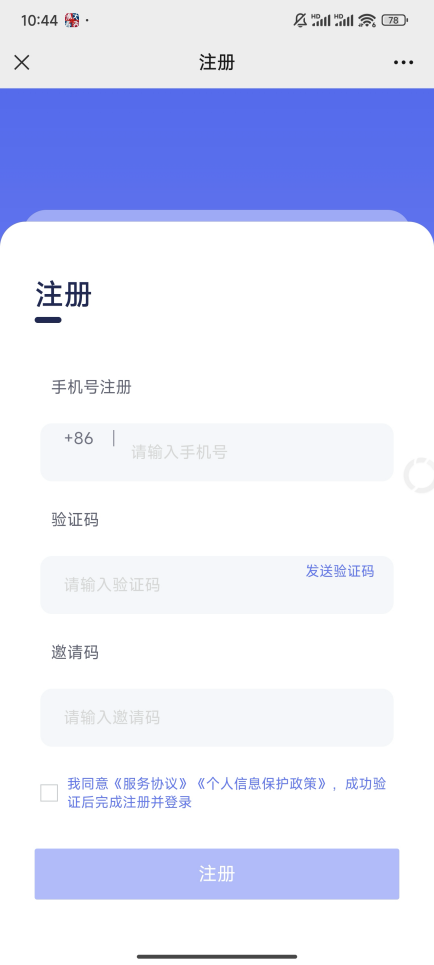 10:44
HD HD 78
注册
注册
手机号注册
+86 | 请输入手机号
验证码
请输入验证码 发送验证码
邀请码
请输入邀请码
我同意《服务协议》《个人信息保护政策》，成功验
证后完成注册并登录
注册